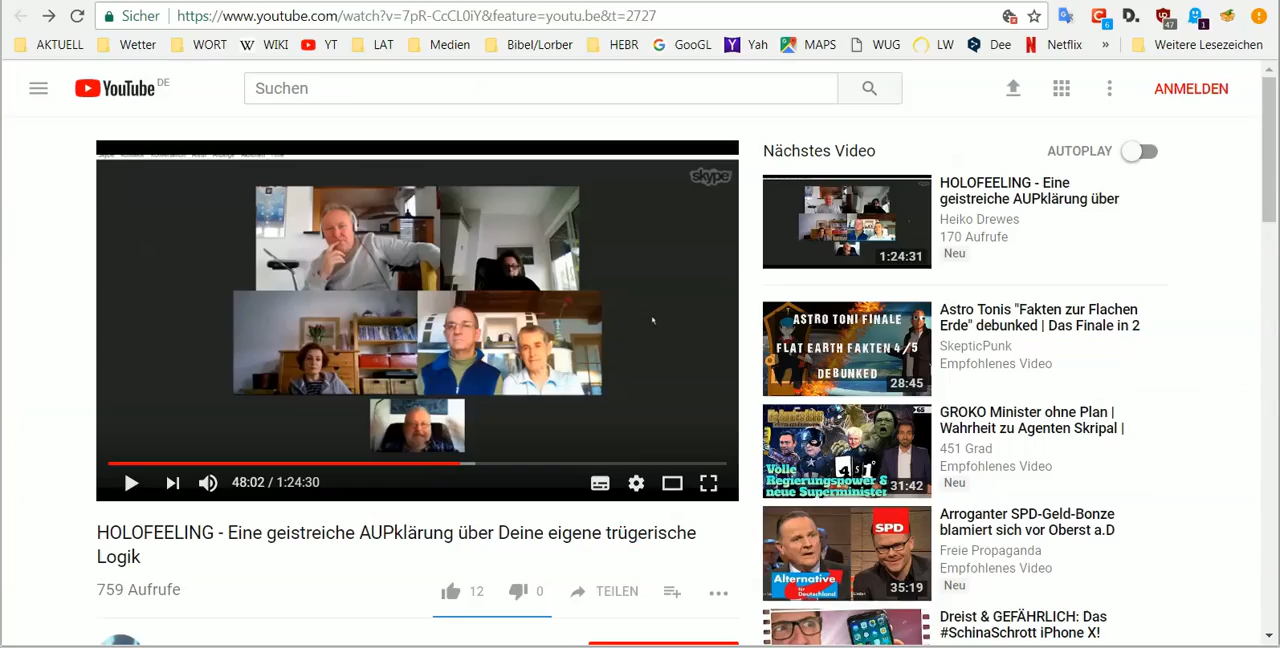 Sicher https://www.youtube.com/watch?v=7pR-CcCL0iY&feature=youtu.be&t=2727
6 47 1
AKTUELL Wetter WORT WIKI YT LAT Medien Bibel/Lorber HEBR GooGL Yah MAPS WUG LW Dee Netflix » Weitere Lesezeichen
YouTube DE Suchen ANMELDEN
skype
48:02 / 1:24:30
HOLOFEELING - Eine geistreiche AUPklärung über Deine eigene trügerische
Logik
759 Aufrufe 12 0 TEILEN
Nächstes Video AUTOPLAY
1:24:31
HOLOFEELING - Eine
geistreiche AUPklärung über
Heiko Drewes
170 Aufrufe
Neu
ASTRO TONI FINALE
FLAT EARTH FAKTEN 4/5
DEBUNKED
28:45
Astro Tonis "Fakten zur Flachen
Erde" debunked | Das Finale in 2
SkepticPunk
Empfohlenes Video
451°
Volle
Regierungspower &
neue Superminister
31:42
GROKO Minister ohne Plan |
Wahrheit zu Agenten Skripal |
451 Grad
Empfohlenes Video
Neu
SPD
Alternative
für Deutschland
35:19
Arroganter SPD-Geld-Bonze
blamiert sich vor Oberst a.D
Freie Propaganda
Empfohlenes Video
Neu
Dreist & GEFÄHRLICH: Das
#SchinaSchrott iPhone X!